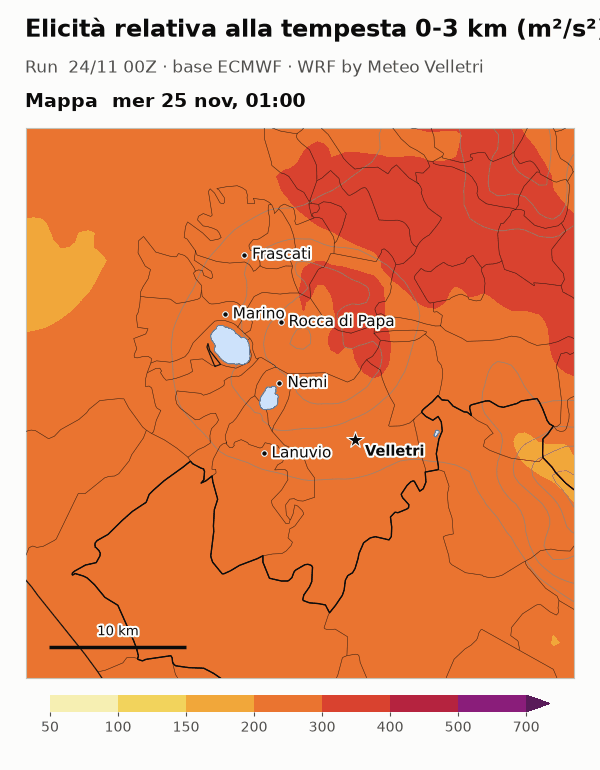 Elicità relativa alla tempesta 0-3 km (m²/s²)
Run 24/11 00Z · base ECMWF · WRF by Meteo Velletri
Mappa mer 25 nov, 01:00
Frascati
Marino
Rocca di Papa
Nemi
Velletri
Lanuvio
10 km
50 100 150 200 300 400 500 700